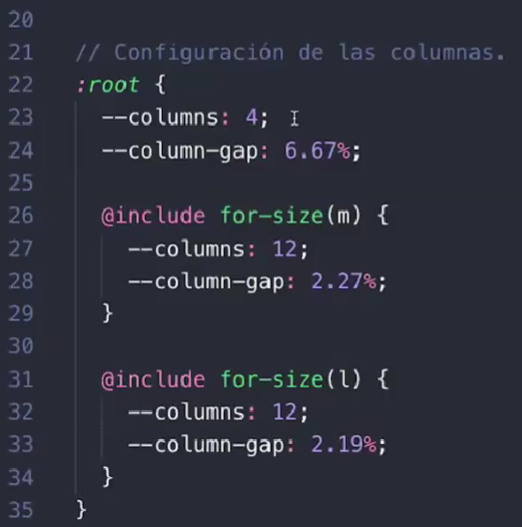 20
21 // Configuración de las columnas.
22 :root {
23 --columns: 4;
24 --column-gap: 6.67%;
25
26 @include for-size(m) {
27 --columns: 12;
28 --column-gap: 2.27%;
29 }
30
31 @include for-size(l) {
32 --columns: 12;
33 --column-gap: 2.19%;
34 }
35 }